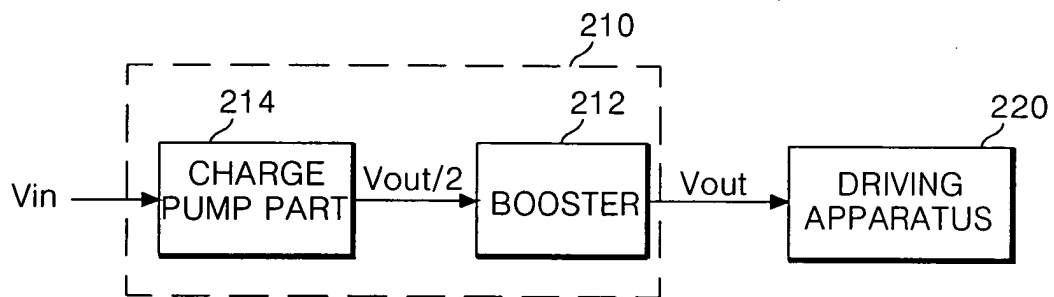 210
214
212
220
Vin
CHARGE
PUMP PART
Vout/2
BOOSTER
Vout
DRIVING
APPARATUS